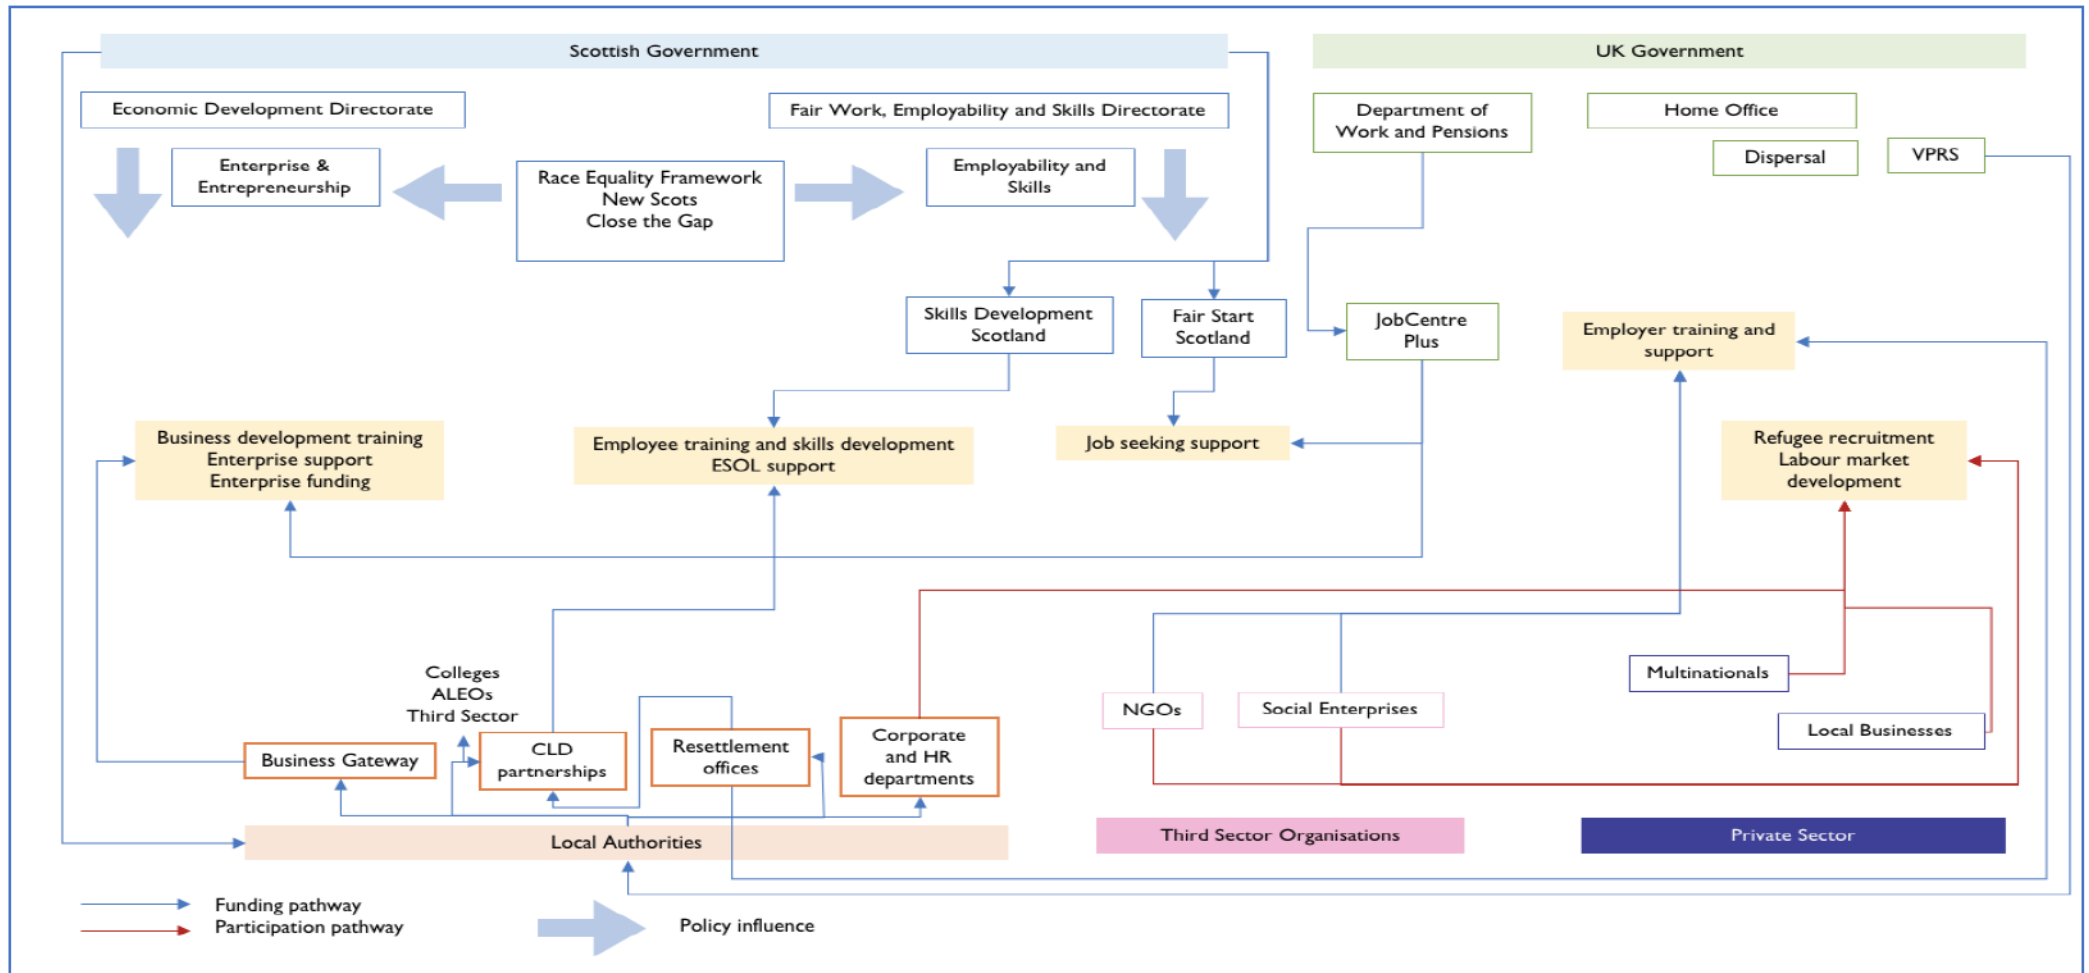 Scottish Government
UK Government
Economic Development Directorate
Fair Work, Employability and Skills Directorate
Department of
Work and Pensions
Home Office
Dispersal
VPRS
Enterprise &
Entrepreneurship
Race Equality Framework
New Scots
Close the Gap
Employability and
Skills
Skills Development
Scotland
Fair Start
Scotland
JobCentre
Plus
Employer training and
support
Business development training
Enterprise support
Enterprise funding
Employee training and skills development
ESOL support
Job seeking support
Refugee recruitment
Labour market
development
Colleges
ALEOs
Third Sector
Business Gateway
CLD
partnerships
Resettlement
offices
Corporate
and HR
departments
NGOs
Social Enterprises
Multinationals
Local Businesses
Local Authorities
Third Sector Organisations
Private Sector
Funding pathway
Participation pathway
Policy influence